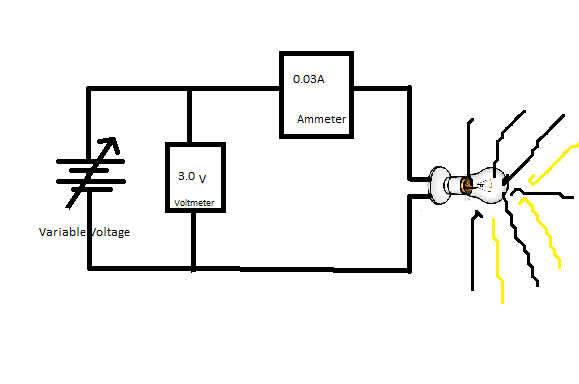 0.03A
Ammeter
3.0 V
Voltmeter
Variable Voltage